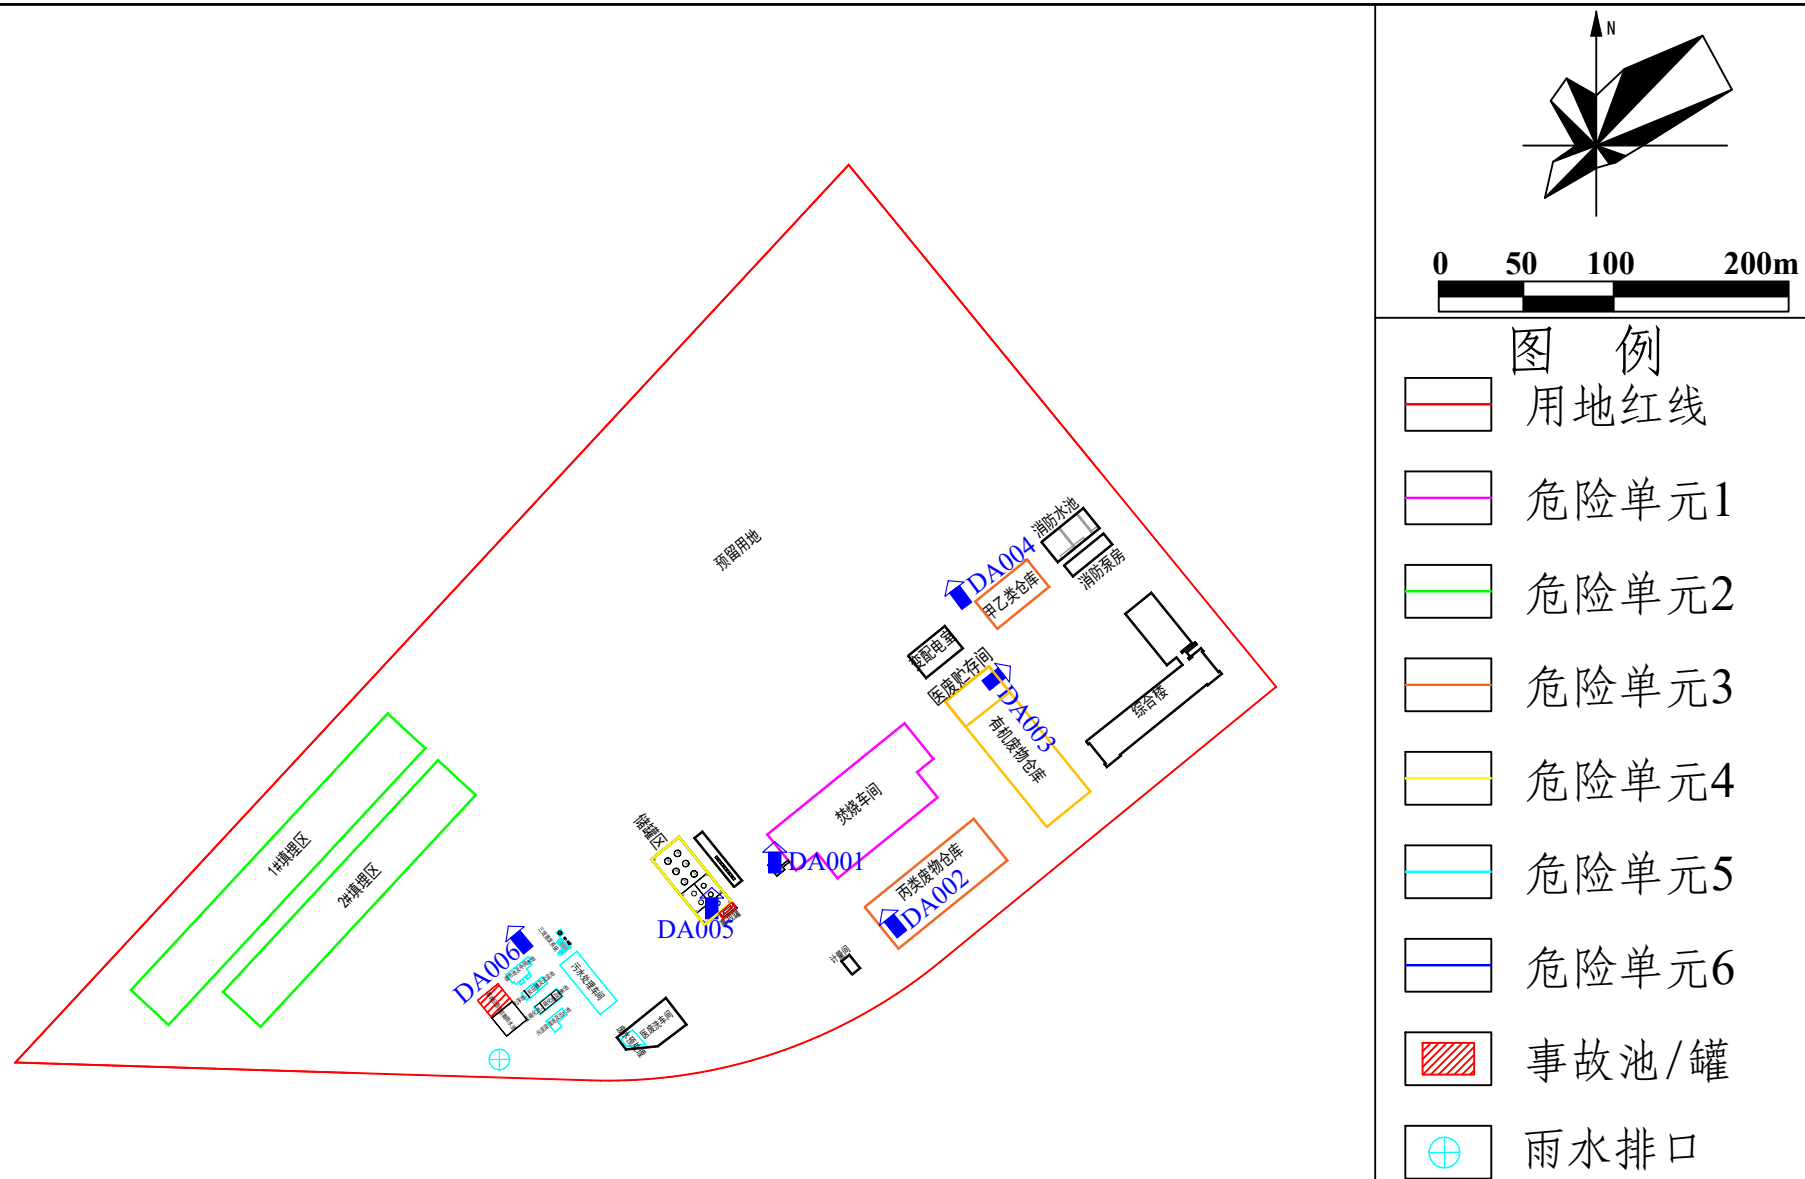 N
0 50 100 200m
图 例
用地红线
危险单元1
危险单元2
危险单元3
危险单元4
危险单元5
危险单元6
事故池/罐
雨水排口
预留用地
消防水池
消防泵房
DA004
甲乙类仓库
变配电室
医废贮存间
DA003
有机废物仓库
综合楼
焚烧车间
DA001
丙类废物仓库
DA002
计量间
储罐区
DA005
1#填埋区
2#填埋区
DA006
污水处理车间
医废洗车间